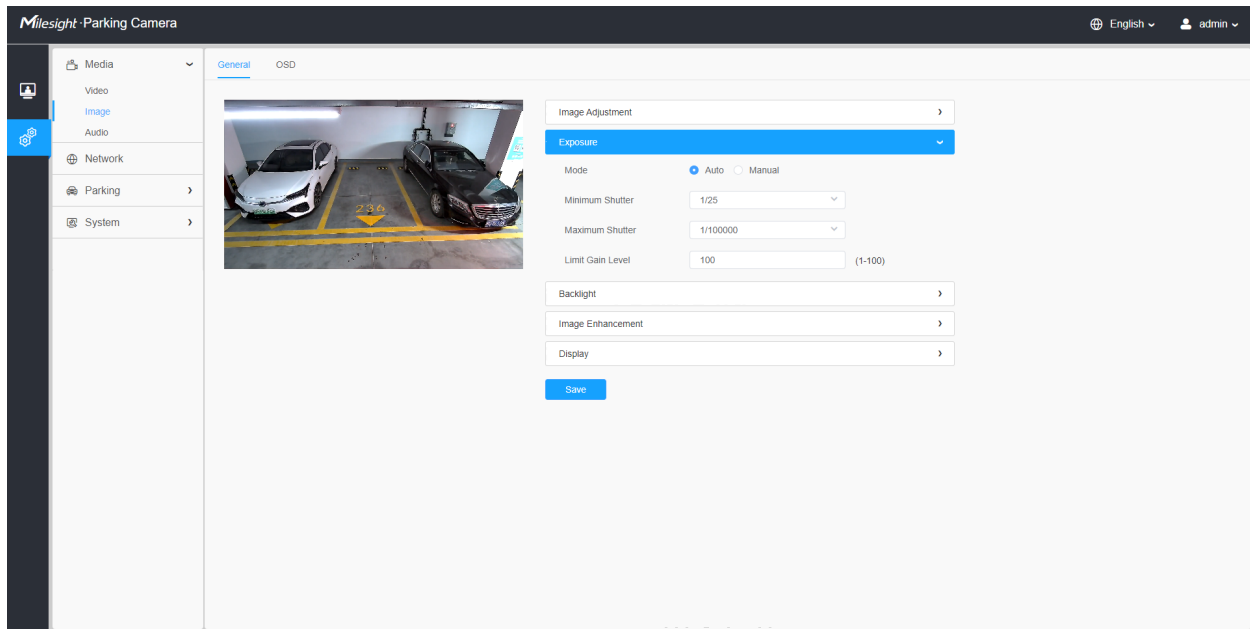 Milesight · Parking Camera
English
admin
Media
Video
Image
Audio
Network
Parking
System
General
OSD
236
Image Adjustment
Exposure
Mode
Auto
Manual
Minimum Shutter
1/25
Maximum Shutter
1/100000
Limit Gain Level
100
(1-100)
Backlight
Image Enhancement
Display
Save